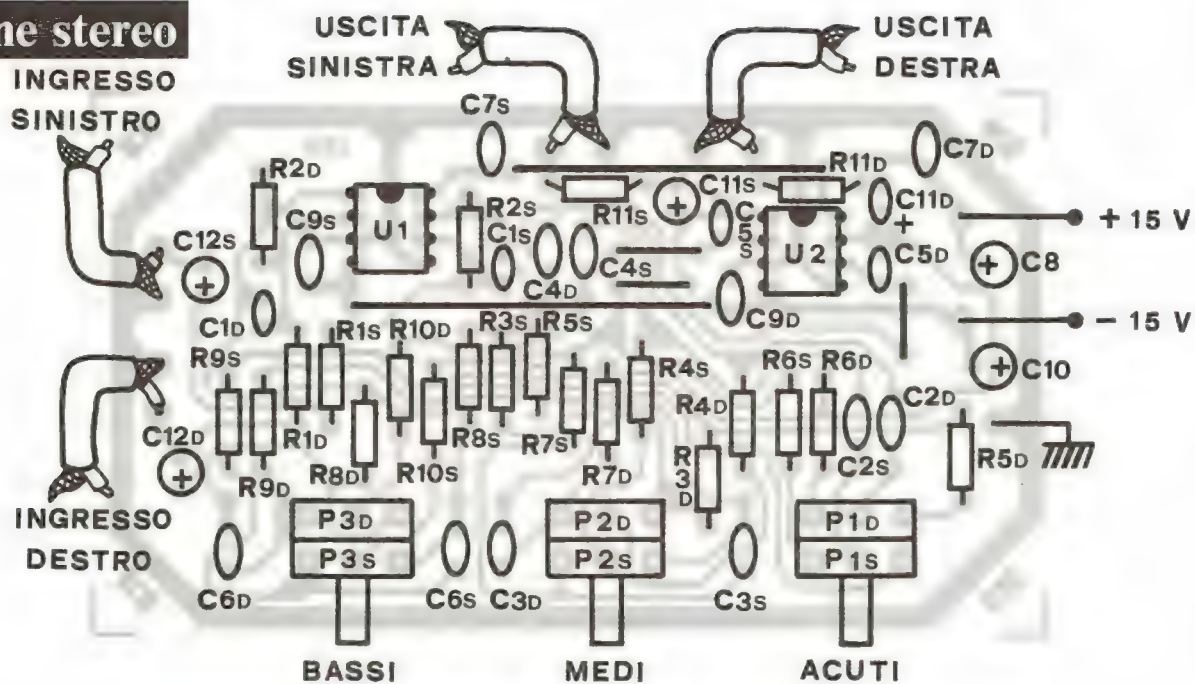 ne stereo
USCITA
SINISTRA
USCITA
DESTRA
INGRESSO
SINISTRO
C7S
C7D
R2D
R11D
C11S
R11S
C11D
+
+ 15 V
C12S
+
C9S
U1
R2S
C1S
C4D
C4S
+
C5S
U2
C5D
+ C8
C1D
C9D
- 15 V
R9S
R1S
R10D
R3S
R5S
R4S
R6S
R6D
+ C10
C12D
+
R9D
R1D
R8D
R10S
R8S
R7S
R7D
R4D
R3D
C2S
C2D
R5D
INGRESSO
DESTRO
P3D
P3S
P2D
P2S
P1D
P1S
C6D
C6S
C3D
C3S
BASSI
MEDI
ACUTI